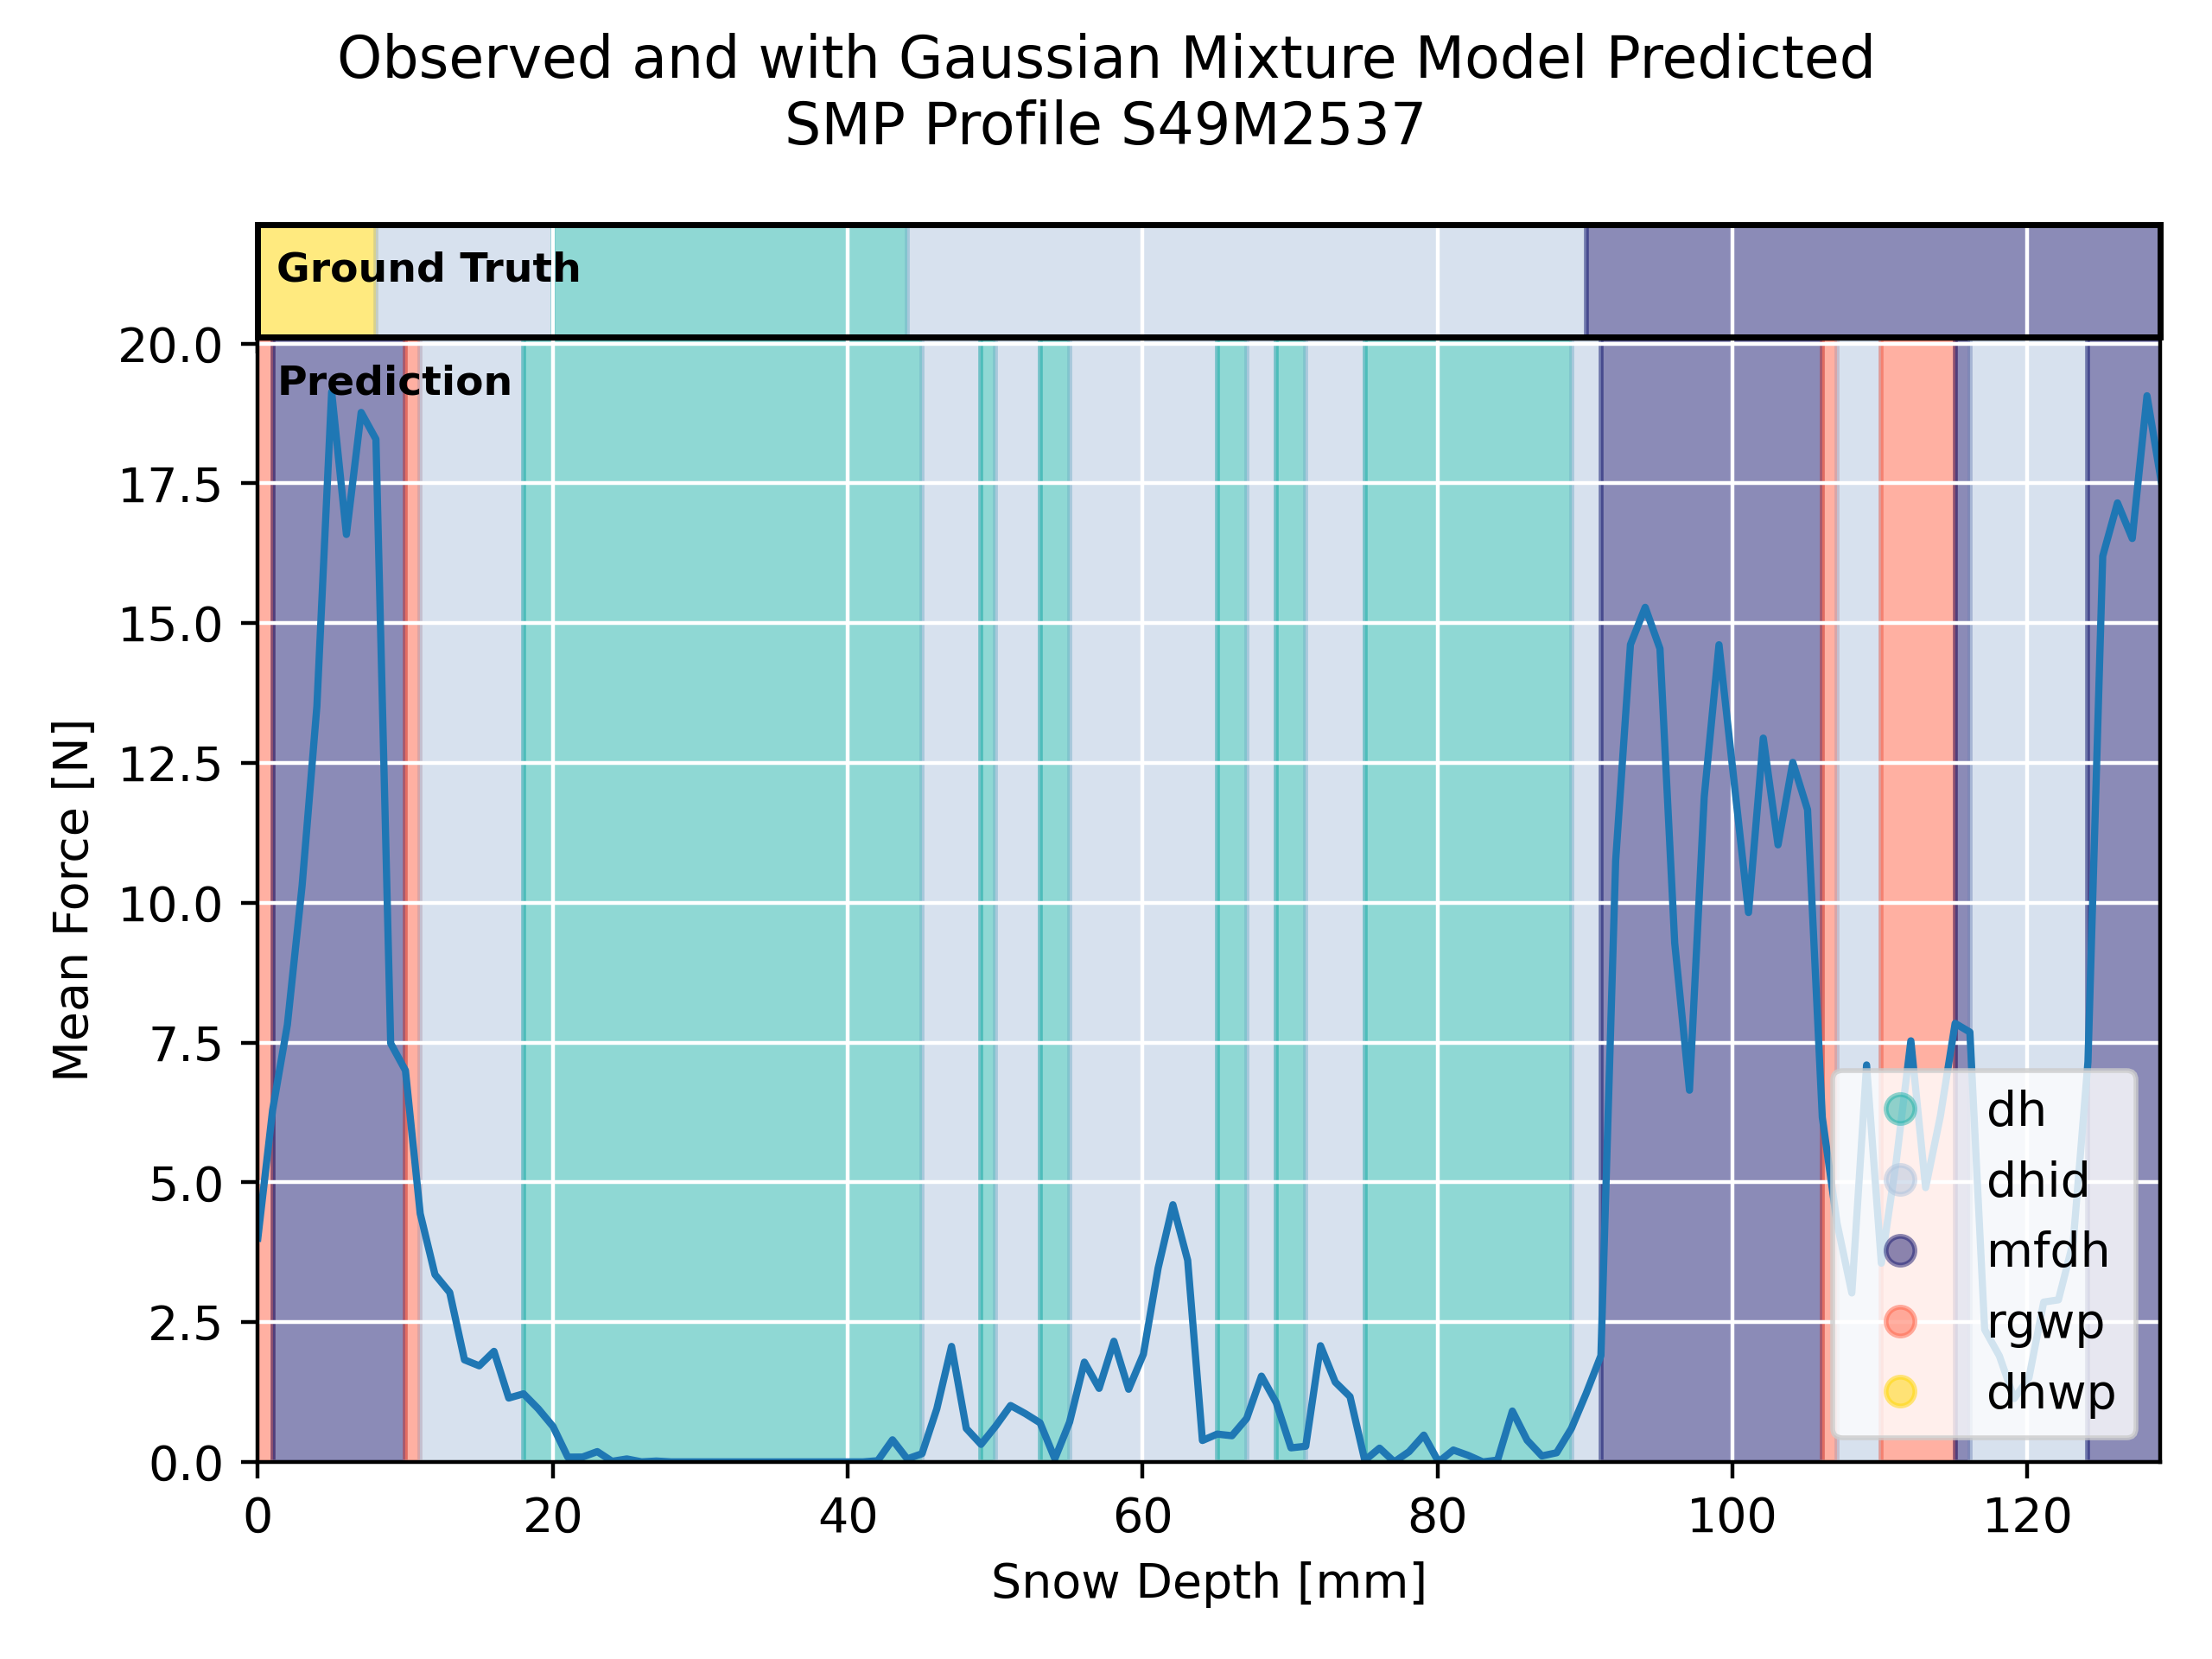 Observed and with Gaussian Mixture Model Predicted
SMP Profile S49M2537
Ground Truth
Prediction
20.0
17.5
15.0
12.5
10.0
7.5
5.0
2.5
0.0
Mean Force [N]
dh
dhid
mfdh
rgwp
dhwp
0 20 40 60 80 100 120
Snow Depth [mm]